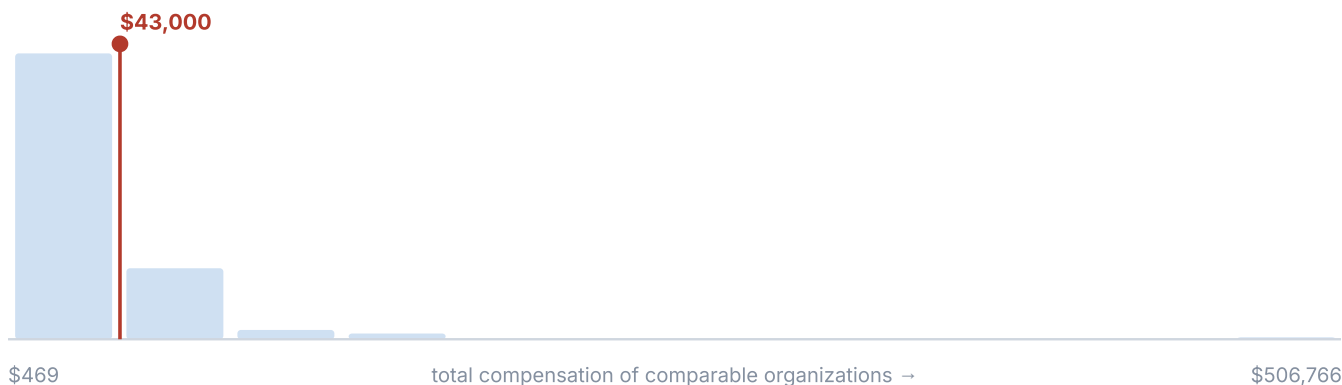 $43,000
$469 total compensation of comparable organizations → $506,766